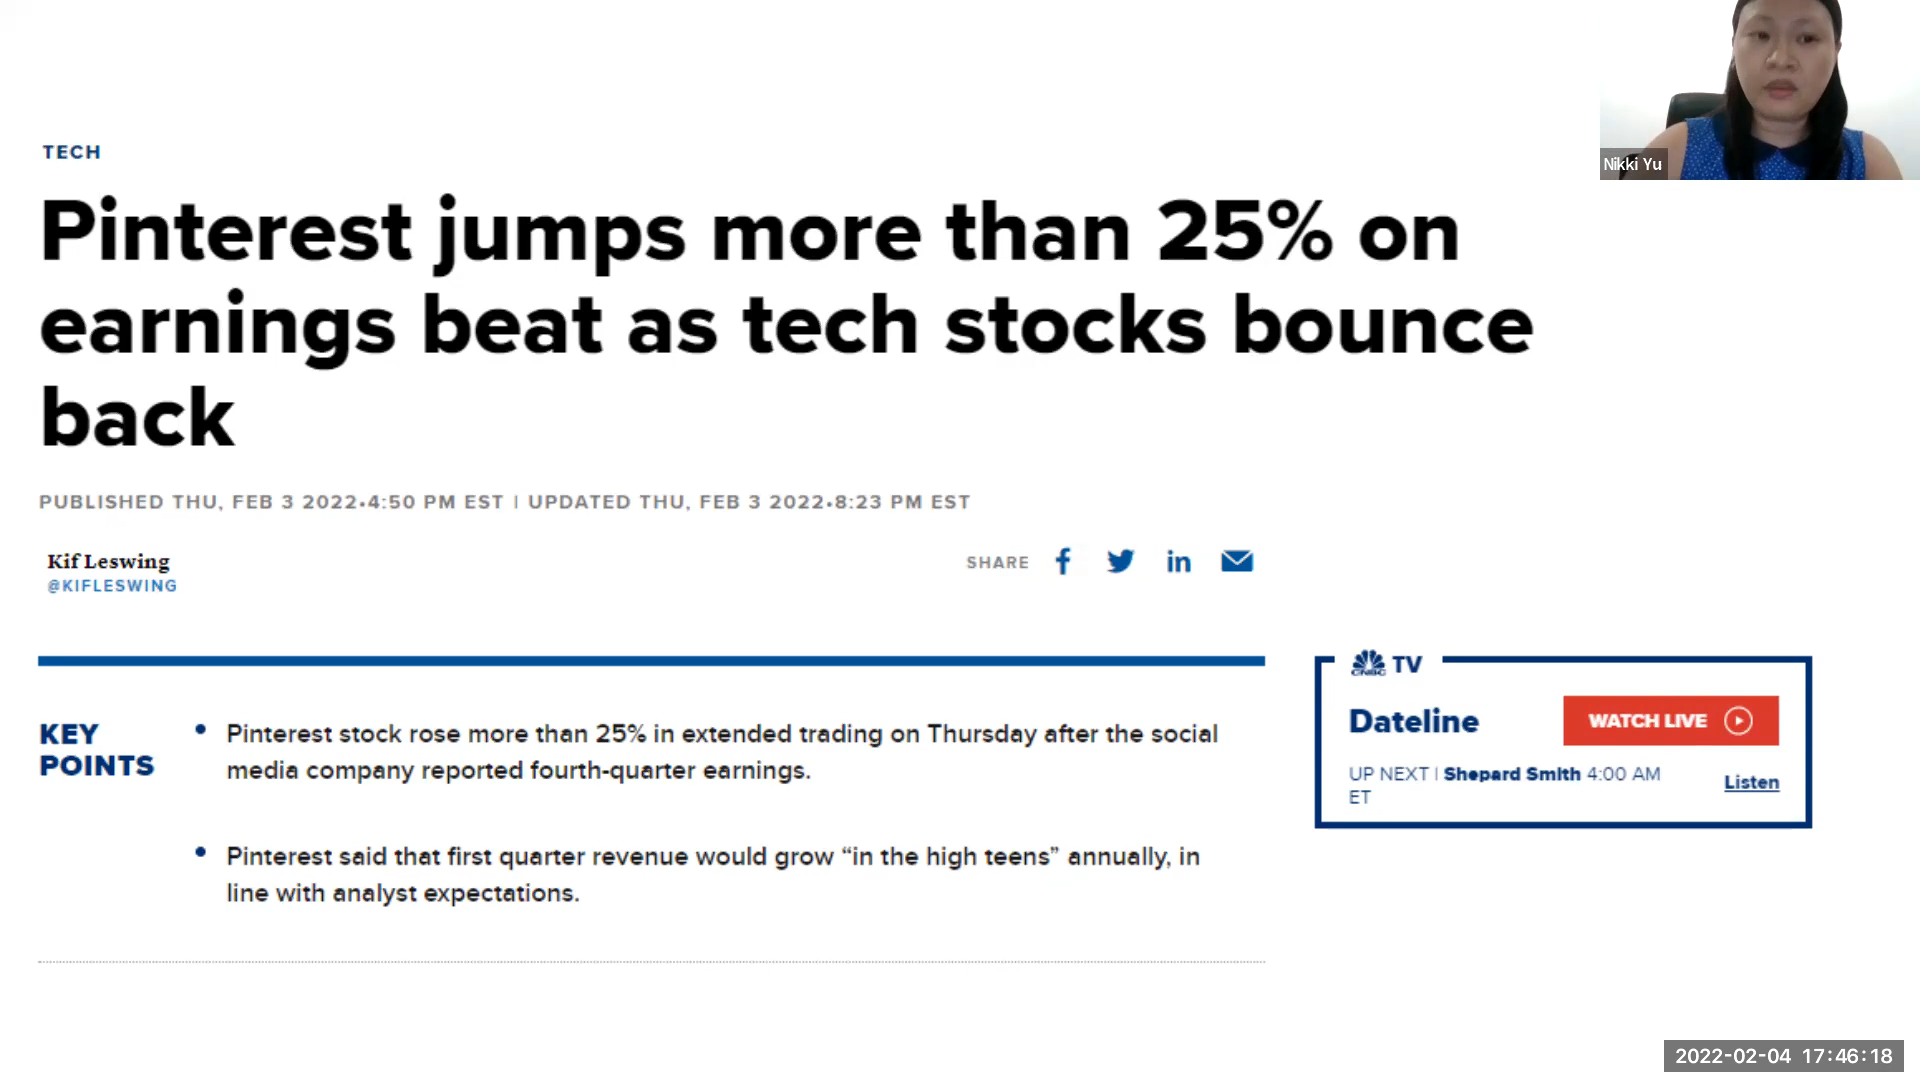 Nikki Yu
TECH
Pinterest jumps more than 25% on
earnings beat as tech stocks bounce
back
PUBLISHED THU, FEB 3 2022•4:50 PM EST | UPDATED THU, FEB 3 2022•8:23 PM EST
Kif Leswing
@KIFLESWING
SHARE
KEY
POINTS
Pinterest stock rose more than 25% in extended trading on Thursday after the social
media company reported fourth-quarter earnings.
Pinterest said that first quarter revenue would grow “in the high teens” annually, in
line with analyst expectations.
CNBC TV
Dateline
WATCH LIVE
UP NEXT | Shepard Smith 4:00 AM
ET
Listen
2022-02-04 17:46:18